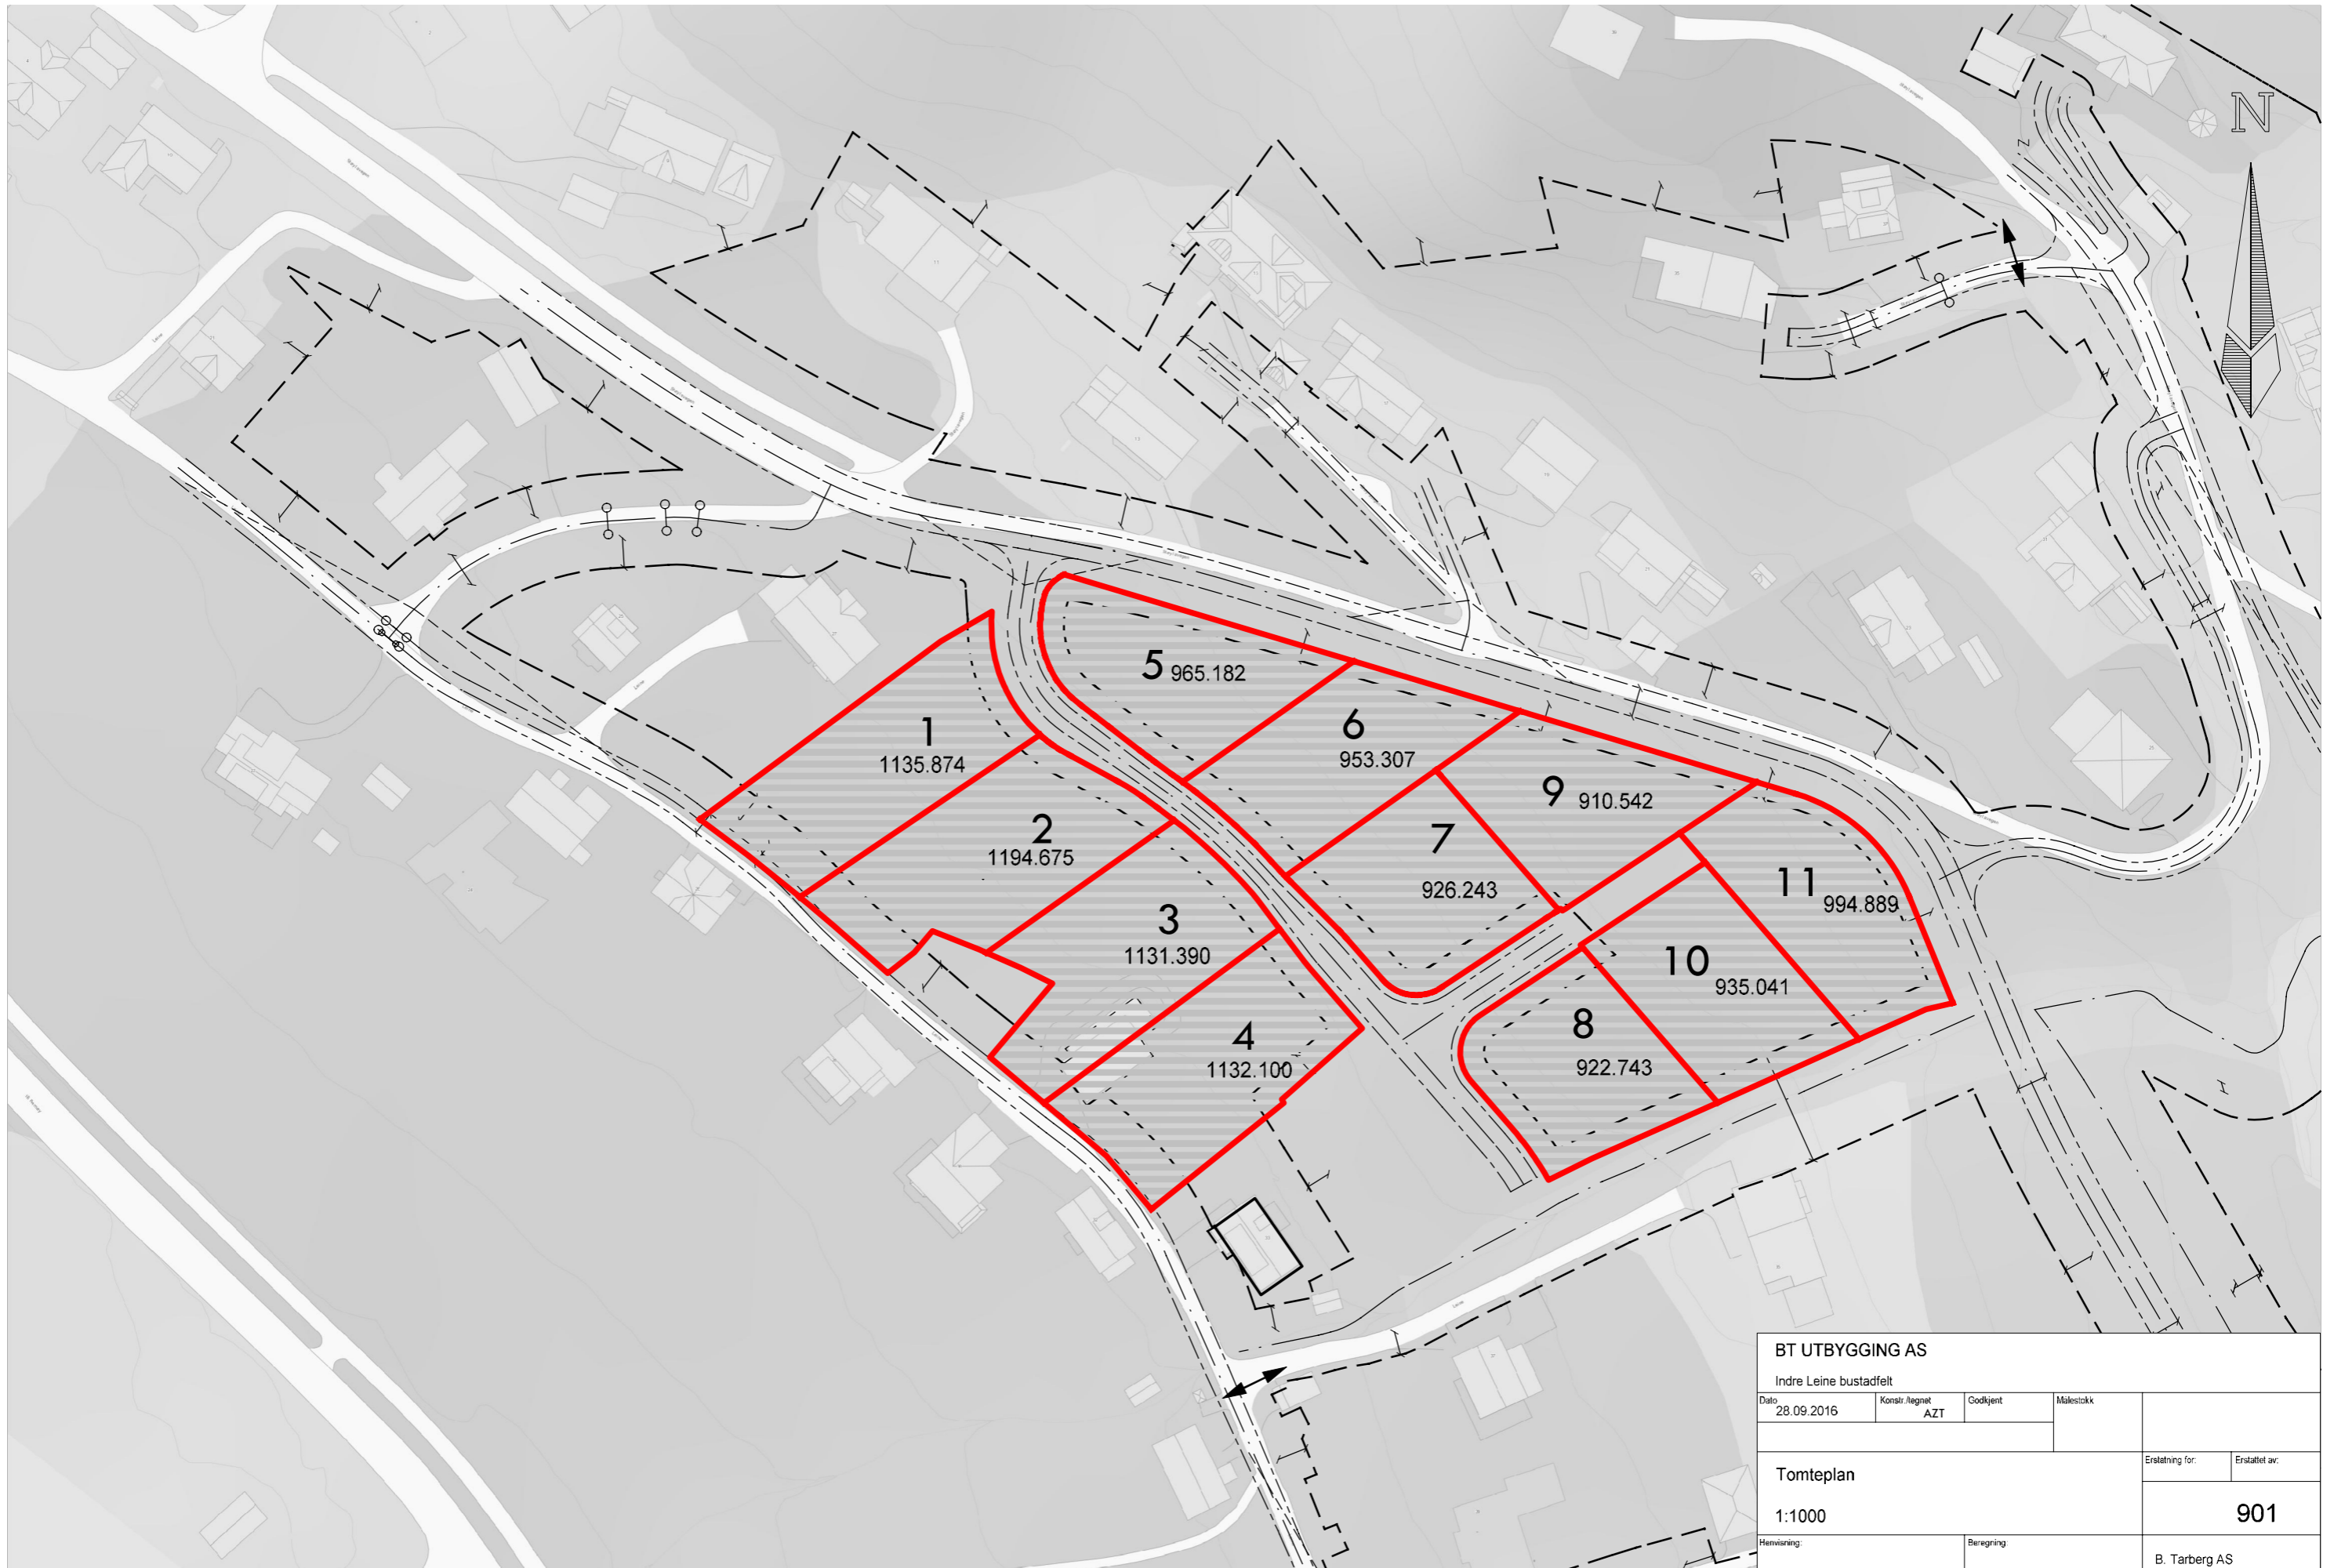 N
5 965.182
1
1135.874
6
953.307
9 910.542
2
1194.675
7
926.243
11 994.889
3
1131.390
10
935.041
4
1132.100
8
922.743
BT UTBYGGING AS
Indre Leine bustadfelt
Dato
28.09.2016
Konstr./tegnet
AZT
Godkjent
Målestokk
Tomteplan
1:1000
Erstatning for:
Erstattet av:
901
Henvisning:
Beregning:
B. Tarberg AS